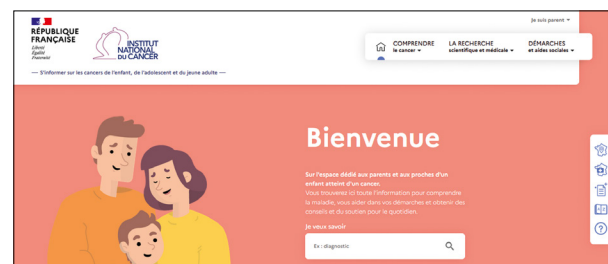 Je suis parent
RÉPUBLIQUE
FRANÇAISE
Liberté
Égalité
Fraternité
INSTITUT
NATIONAL
DU CANCER
COMPRENDRE
le cancer
LA RECHERCHE
scientifique et médicale
DÉMARCHES
et aides sociales
— S'informer sur les cancers de l'enfant, de l'adolescent et du jeune adulte —
Bienvenue
Sur l'espace dédié aux parents et aux proches d'un
enfant atteint d'un cancer.
Vous trouverez ici toute l'information pour comprendre
la maladie, vous aider dans vos démarches et obtenir des
conseils et du soutien pour le quotidien.
Je veux savoir
Ex : diagnostic